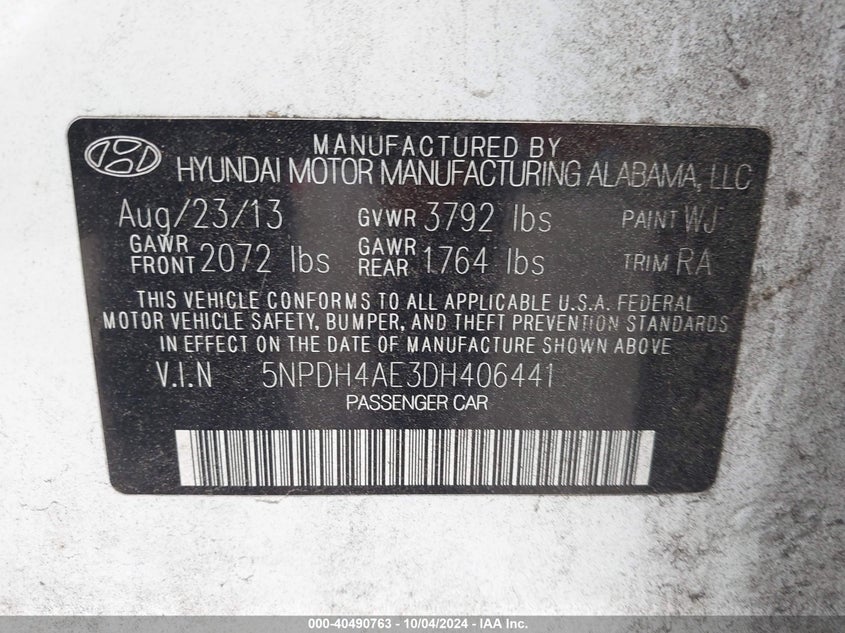 MANUFACTURED BY
HYUNDAI MOTOR MANUFACTURING ALABAMA, LLC
Aug/23/13 GVWR 3792 lbs PAINT WJ
GAWR FRONT 2072 lbs GAWR REAR 1764 lbs TRIM RA
THIS VEHICLE CONFORMS TO ALL APPLICABLE U.S.A. FEDERAL
MOTOR VEHICLE SAFETY, BUMPER, AND THEFT PREVENTION STANDARDS
IN EFFECT ON THE DATE OF MANUFACTURE SHOWN ABOVE.
V.I.N 5NPDH4AE3DH406441
PASSENGER CAR
000-40490763 - 10/04/2024 - IAA Inc.